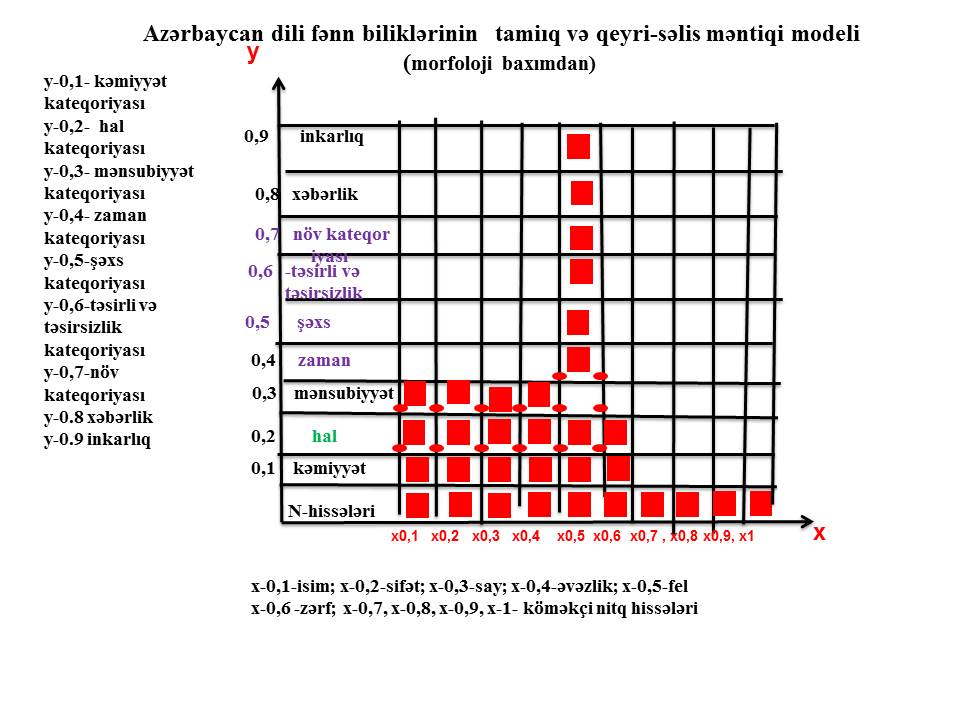 Azərbaycan dili fənn biliklərinin tamiıq və qeyri-səlis məntiqi modeli
(morfoloji baxımdan)
y
y-0,1- kəmiyyət
kateqoriyası
y-0,2- hal
kateqoriyası
y-0,3- mənsubiyyət
kateqoriyası
y-0,4- zaman
kateqoriyası
y-0,5-şəxs
kateqoriyası
y-0,6-təsirli və
təsirsizlik
kateqoriyası
y-0,7-növ
kateqoriyası
y-0.8 xəbərlik
y-0.9 inkarlıq
0,9 inkarlıq
0,8 xəbərlik
0,7 növ kateqor
iyası
0,6 -təsirli və
təsirsizlik
0,5 şəxs
0,4 zaman
0,3 mənsubiyyət
0,2 hal
0,1 kəmiyyət
N-hissələri
x0,1 x0,2 x0,3 x0,4 x0,5 x0,6 x0,7 , x0,8 x0,9, x1
x
x-0,1-isim; x-0,2-sifət; x-0,3-say; x-0,4-əvəzlik; x-0,5-fel
x-0,6 -zərf; x-0,7, x-0,8, x-0,9, x-1- köməkçi nitq hissələri